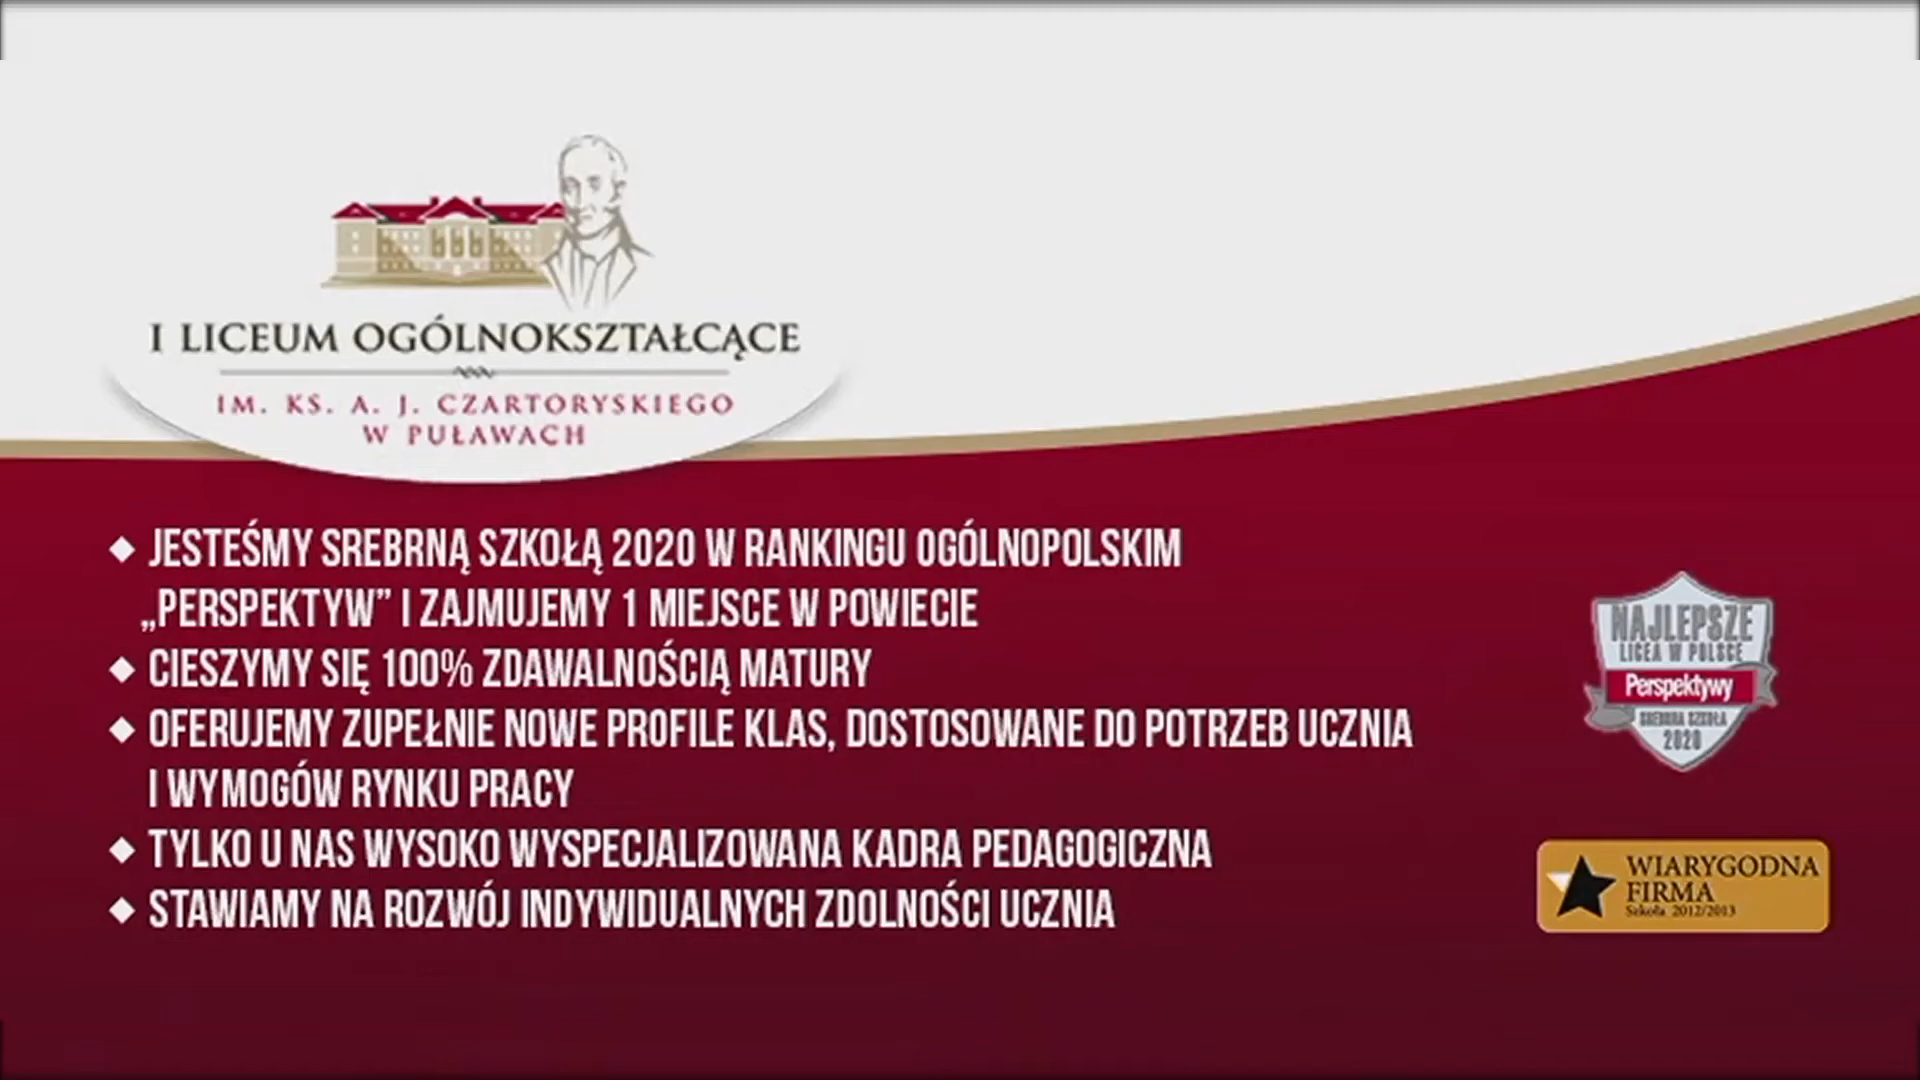 I LICEUM OGÓLNOKSZTAŁCĄCE
IM. KS. A. J. CZARTORYSKIEGO
W PUŁAWACH
◆ JESTEŚMY SREBRNĄ SZKOŁĄ 2020 W RANKINGU OGÓLNOPOLSKIM
„PERSPEKTYW” I ZAJMUJEMY 1 MIEJSCE W POWIECIE
◆ CIESZYMY SIĘ 100% ZDAWALNOŚCIĄ MATURY
◆ OFERUJEMY ZUPEŁNIE NOWE PROFILE KLAS, DOSTOSOWANE DO POTRZEB UCZNIA
I WYMOGÓW RYNKU PRACY
◆ TYLKO U NAS WYSOKO WYSPECJALIZOWANA KADRA PEDAGOGICZNA
◆ STAWIAMY NA ROZWÓJ INDYWIDUALNYCH ZDOLNOŚCI UCZNIA
NAJLEPSZE
LICEA W POLSCE
Perspektywy
SREBRNA SZKOŁA
2020
WIARYGODNA
FIRMA
Szkoła 2012/2013